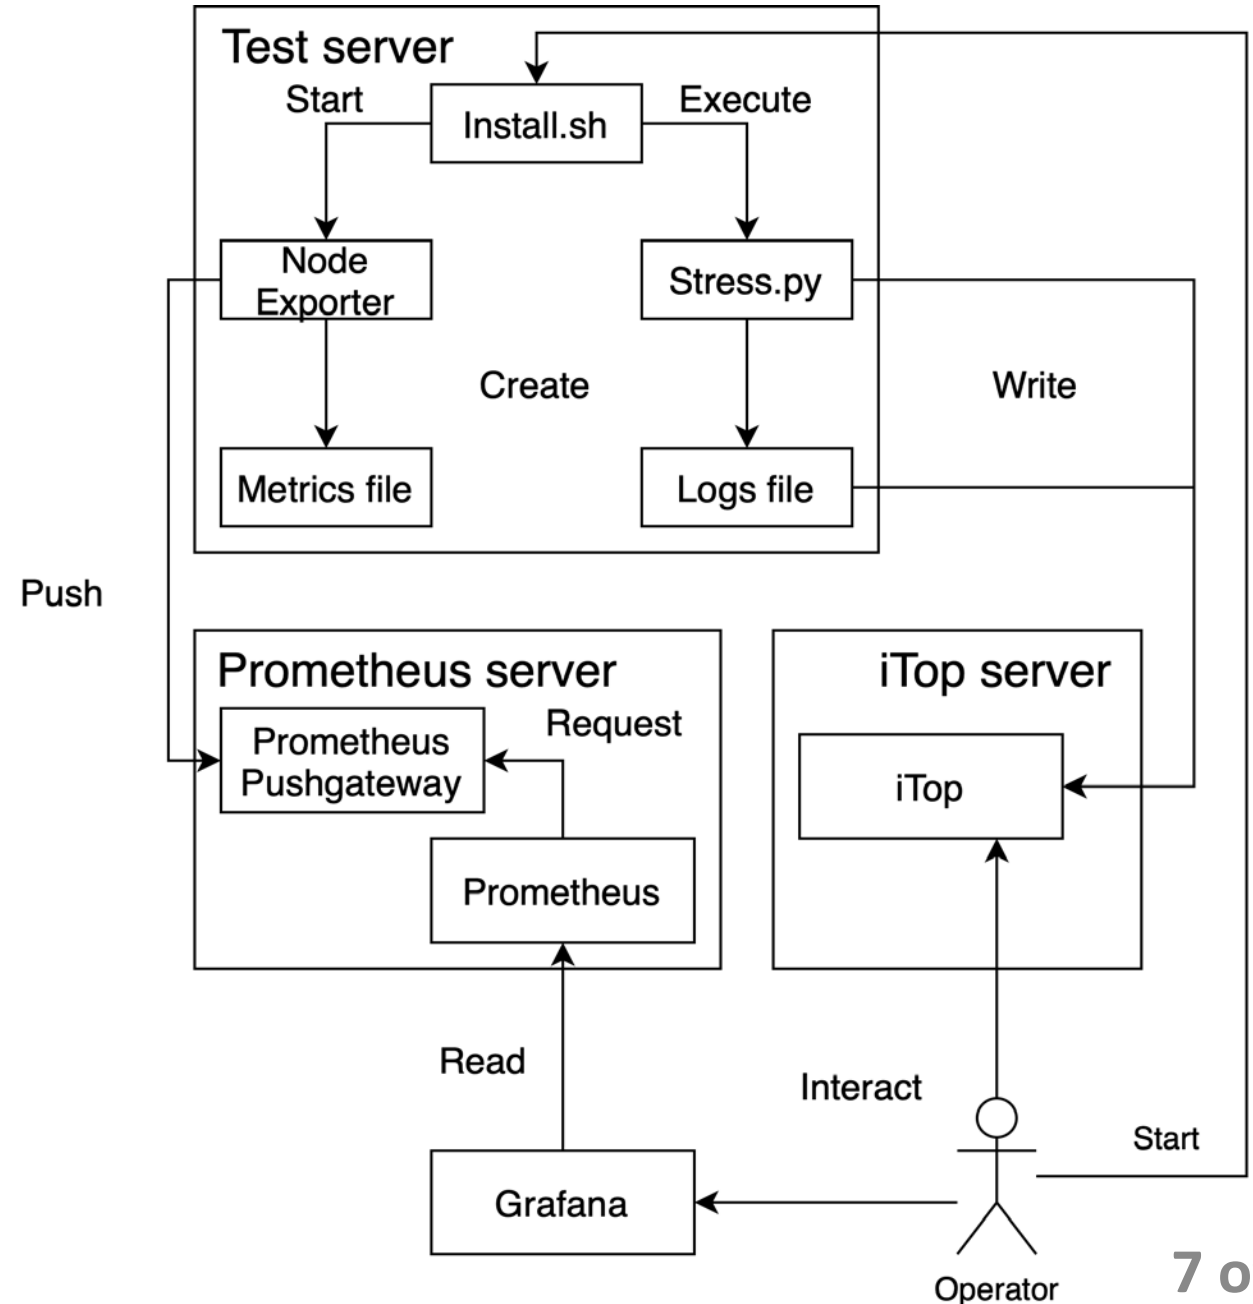 Test server
Start
Execute
Install.sh
Node
Exporter
Stress.py
Create
Write
Metrics file
Logs file
Push
Prometheus server
iTop server
Request
Prometheus
Pushgateway
iTop
Prometheus
Read
Interact
Start
Grafana
Operator
7 o